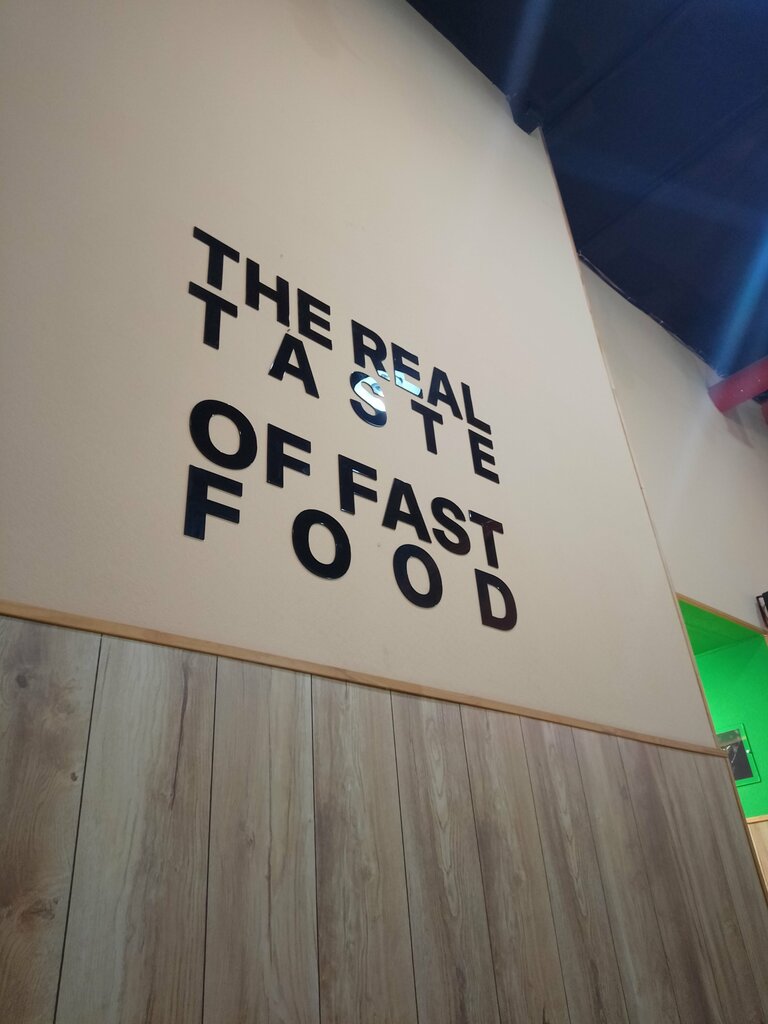 THE REAL
TASTE
OF FAST
FOOD